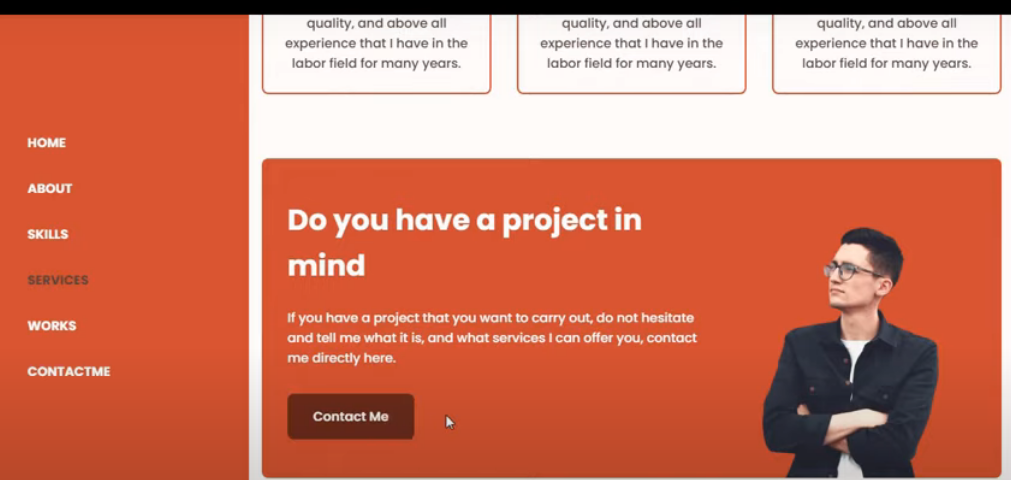 HOME
ABOUT
SKILLS
SERVICES
WORKS
CONTACTME
quality, and above all
experience that I have in the
labor field for many years.
quality, and above all
experience that I have in the
labor field for many years.
quality, and above all
experience that I have in the
labor field for many years.
Do you have a project in
mind
If you have a project that you want to carry out, do not hesitate
and tell me what it is, and what services I can offer you, contact
me directly here.
Contact Me